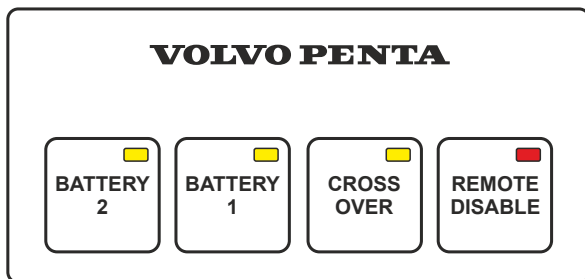 VOLVO PENTA
BATTERY
2
BATTERY
1
CROSS
OVER
REMOTE
DISABLE